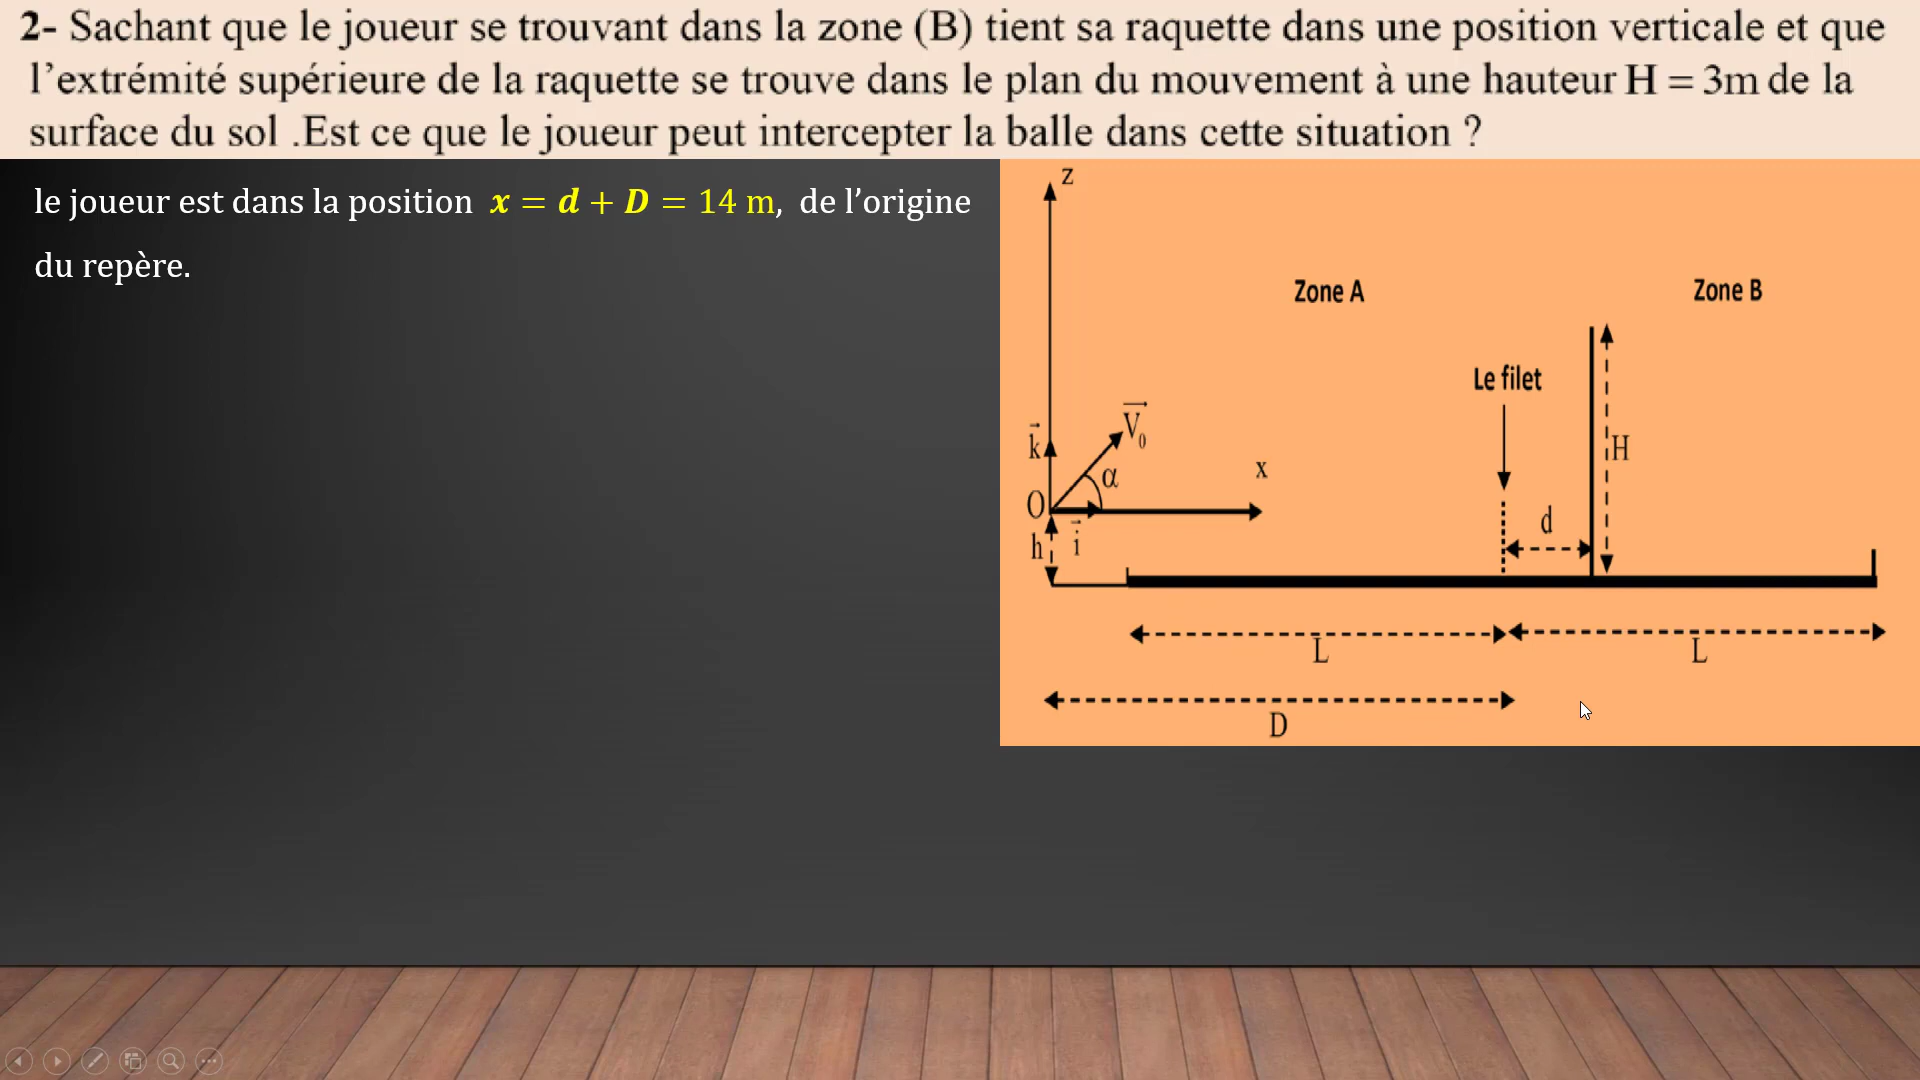 2- Sachant que le joueur se trouvant dans la zone (B) tient sa raquette dans une position verticale et que
l’extrémité supérieure de la raquette se trouve dans le plan du mouvement à une hauteur H = 3m de la
surface du sol .Est ce que le joueur peut intercepter la balle dans cette situation ?
le joueur est dans la position x = d + D = 14 m, de l’origine
du repère.
z
Zone A
Zone B
Le filet
V₀
k
H
x
α
O
d
h
i
L
L
D